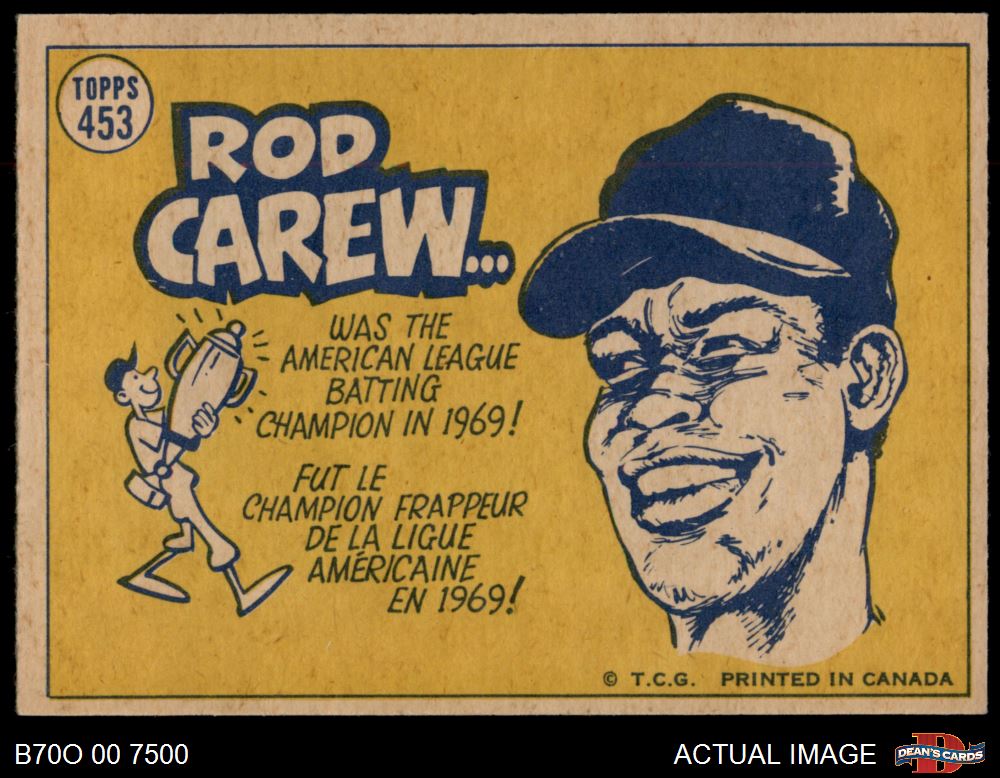 TOPPS
453
ROD
CAREW...
WAS THE
AMERICAN LEAGUE
BATTING
CHAMPION IN 1969!
FUT LE
CHAMPION FRAPPEUR
DE LA LIGUE
AMÉRICAINE
EN 1969!
© T.C.G. PRINTED IN CANADA
B70O 00 7500
ACTUAL IMAGE
D
DEAN'S CARDS